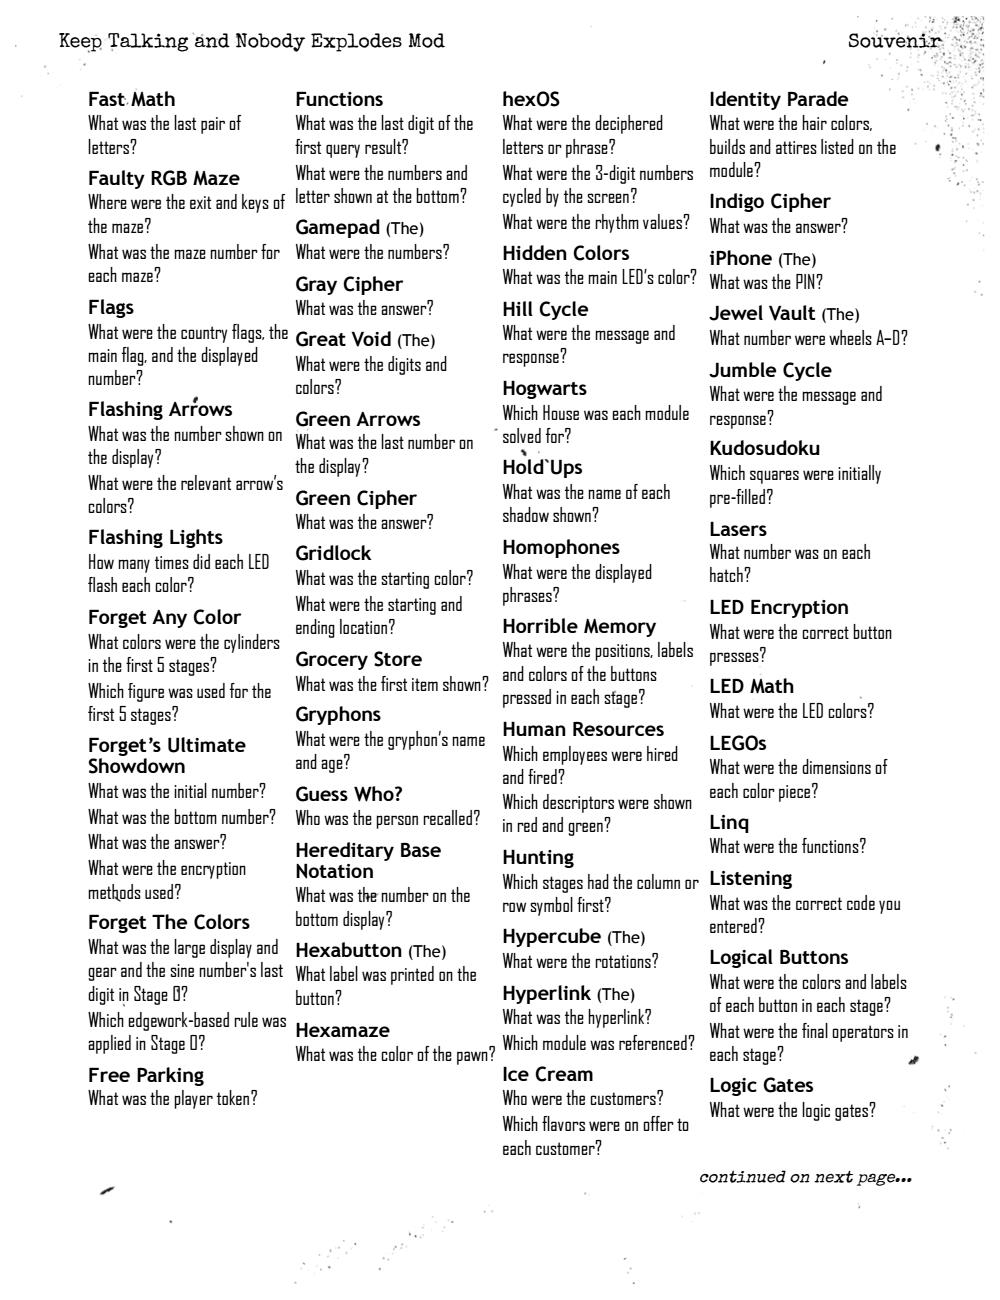 Keep Talking and Nobody Explodes Mod
Souvenir
Fast Math
What was the last pair of
letters?
Faulty RGB Maze
Where were the exit and keys of
the maze?
What was the maze number for
each maze?
Flags
What were the country flags, the
main flag, and the displayed
number?
Flashing Arrows
What was the number shown on
the display?
What were the relevant arrow's
colors?
Flashing Lights
How many times did each LED
flash each color?
Forget Any Color
What colors were the cylinders
in the first 5 stages?
Which figure was used for the
first 5 stages?
Forget's Ultimate
Showdown
What was the initial number?
What was the bottom number?
What was the answer?
What were the encryption
methods used?
Forget The Colors
What was the large display and
gear and the sine number's last
digit in Stage 0?
Which edgework-based rule was
applied in Stage 0?
Free Parking
What was the player token?
Functions
What was the last digit of the
first query result?
What were the numbers and
letter shown at the bottom?
Gamepad (The)
What were the numbers?
Gray Cipher
What was the answer?
Great Void (The)
What were the digits and
colors?
Green Arrows
What was the last number on
the display?
Green Cipher
What was the answer?
Gridlock
What was the starting color?
What were the starting and
ending location?
Grocery Store
What was the first item shown?
Gryphons
What were the gryphon's name
and age?
Guess Who?
Who was the person recalled?
Hereditary Base
Notation
What was the number on the
bottom display?
Hexabutton (The)
What label was printed on the
button?
Hexamaze
What was the color of the pawn?
hexOS
What were the deciphered
letters or phrase?
What were the 3-digit numbers
cycled by the screen?
What were the rhythm values?
Hidden Colors
What was the main LED's color?
Hill Cycle
What were the message and
response?
Hogwarts
Which House was each module
solved for?
Hold Ups
What was the name of each
shadow shown?
Homophones
What were the displayed
phrases?
Horrible Memory
What were the positions, labels
and colors of the buttons
pressed in each stage?
Human Resources
Which employees were hired
and fired?
Which descriptors were shown
in red and green?
Hunting
Which stages had the column or
row symbol first?
Hypercube (The)
What were the rotations?
Hyperlink (The)
What was the hyperlink?
Which module was referenced?
Ice Cream
Who were the customers?
Which flavors were on offer to
each customer?
Identity Parade
What were the hair colors,
builds and attires listed on the
module?
Indigo Cipher
What was the answer?
iPhone (The)
What was the PIN?
Jewel Vault (The)
What number were wheels A–D?
Jumble Cycle
What were the message and
response?
Kudosudoku
Which squares were initially
pre-filled?
Lasers
What number was on each
hatch?
LED Encryption
What were the correct button
presses?
LED Math
What were the LED colors?
LEGOs
What were the dimensions of
each color piece?
Linq
What were the functions?
Listening
What was the correct code you
entered?
Logical Buttons
What were the colors and labels
of each button in each stage?
What were the final operators in
each stage?
Logic Gates
What were the logic gates?
continued on next page...